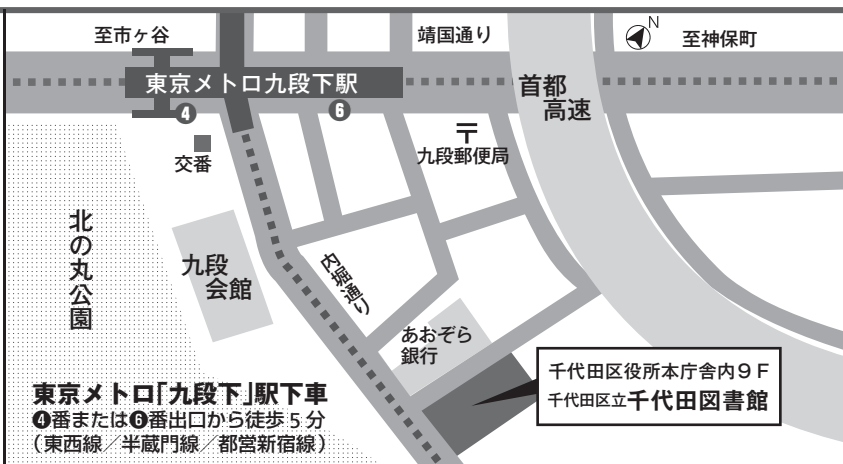 至市ヶ谷
靖国通り
N
至神保町
東京メトロ九段下駅
首都
高速
❹
❻
交番
〒
九段郵便局
北の丸公園
九段
会館
内堀通り
あおぞら
銀行
千代田区役所本庁舎内9F
千代田区立千代田図書館
東京メトロ「九段下」駅下車
❹番または❻番出口から徒歩5分
(東西線/半蔵門線/都営新宿線)